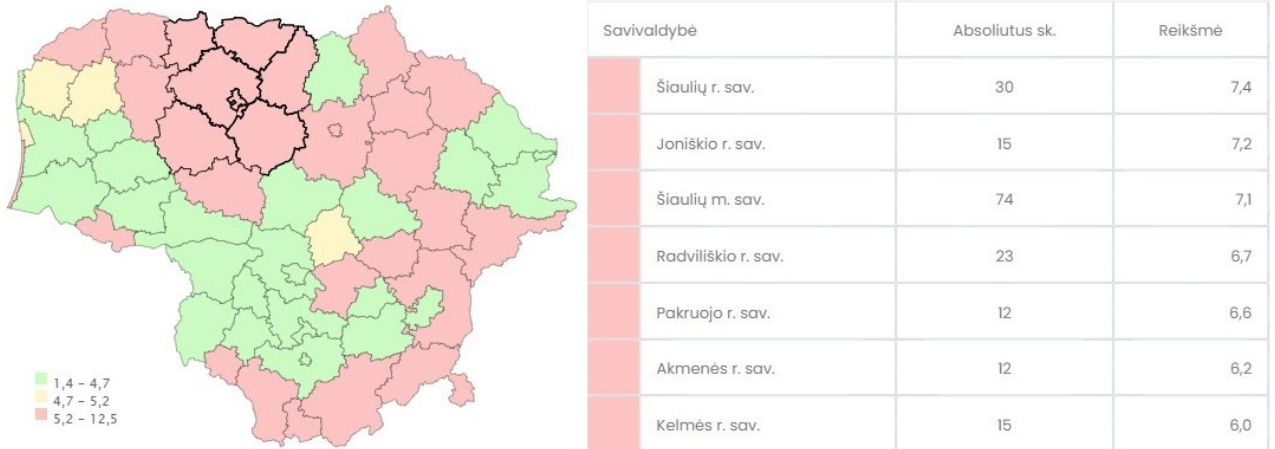 1,4 – 4,7
4,7 – 5,2
5,2 – 12,5
Savivaldybė Absoliutus sk. Reikšmė
Šiaulių r. sav. 30 7,4
Joniškio r. sav. 15 7,2
Šiaulių m. sav. 74 7,1
Radviliškio r. sav. 23 6,7
Pakruojo r. sav. 12 6,6
Akmenės r. sav. 12 6,2
Kelmės r. sav. 15 6,0